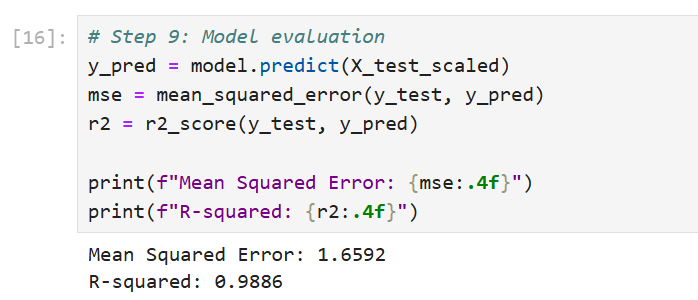 [16]: # Step 9: Model evaluation
y_pred = model.predict(X_test_scaled)
mse = mean_squared_error(y_test, y_pred)
r2 = r2_score(y_test, y_pred)

print(f"Mean Squared Error: {mse:.4f}")
print(f"R-squared: {r2:.4f}")
Mean Squared Error: 1.6592
R-squared: 0.9886